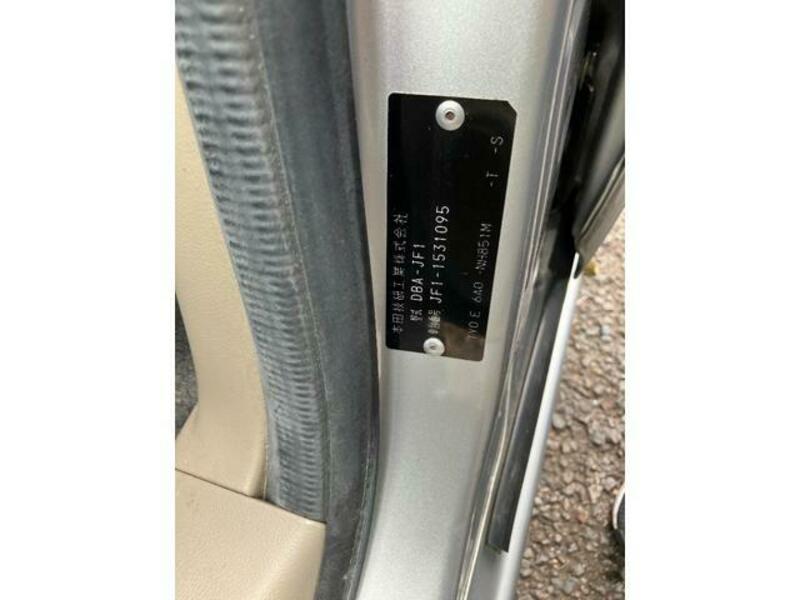 本田技研工業株式会社
型式 DBA-JF1
車台番号 JF1-1531095
6A0 -NH851M -T -S